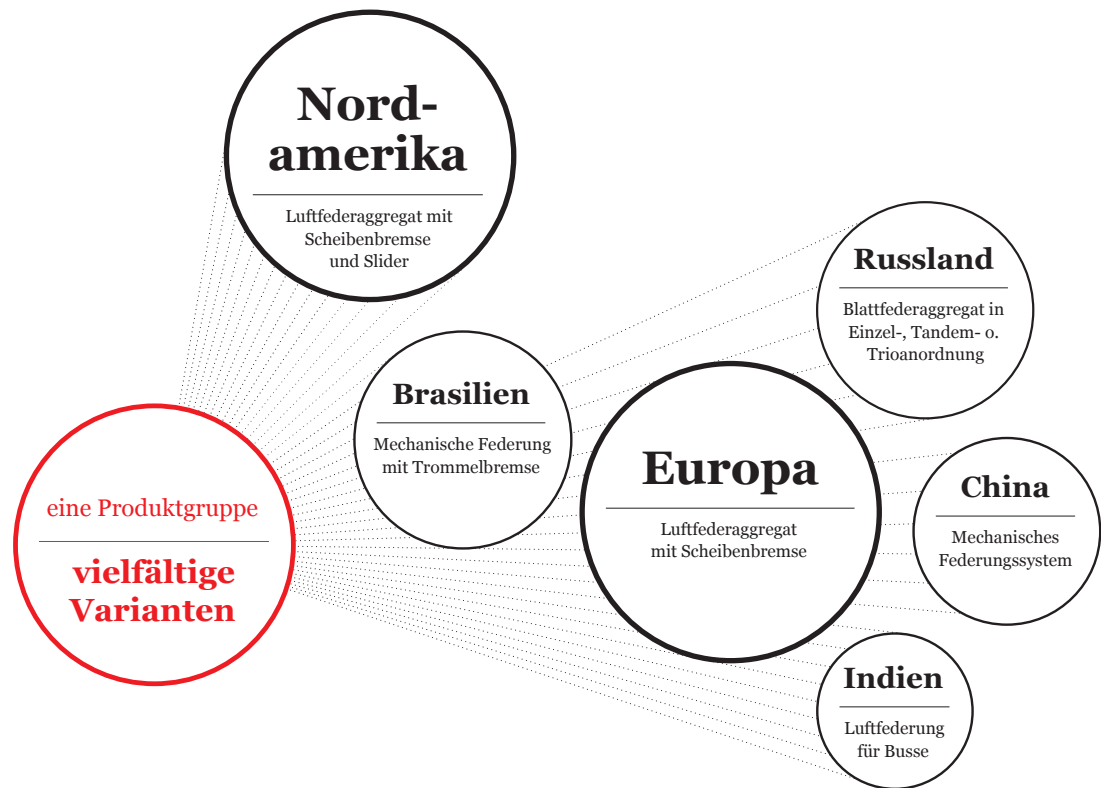 Nord-
amerika
Luftfederaggregat mit
Scheibenbremse
und Slider
Russland
Blattfederaggregat in
Einzel-, Tandem- o.
Trioanordnung
Brasilien
Mechanische Federung
mit Trommelbremse
Europa
Luftfederaggregat
mit Scheibenbremse
China
Mechanisches
Federungssystem
eine Produktgruppe
vielfältige
Varianten
Indien
Luftfederung
für Busse